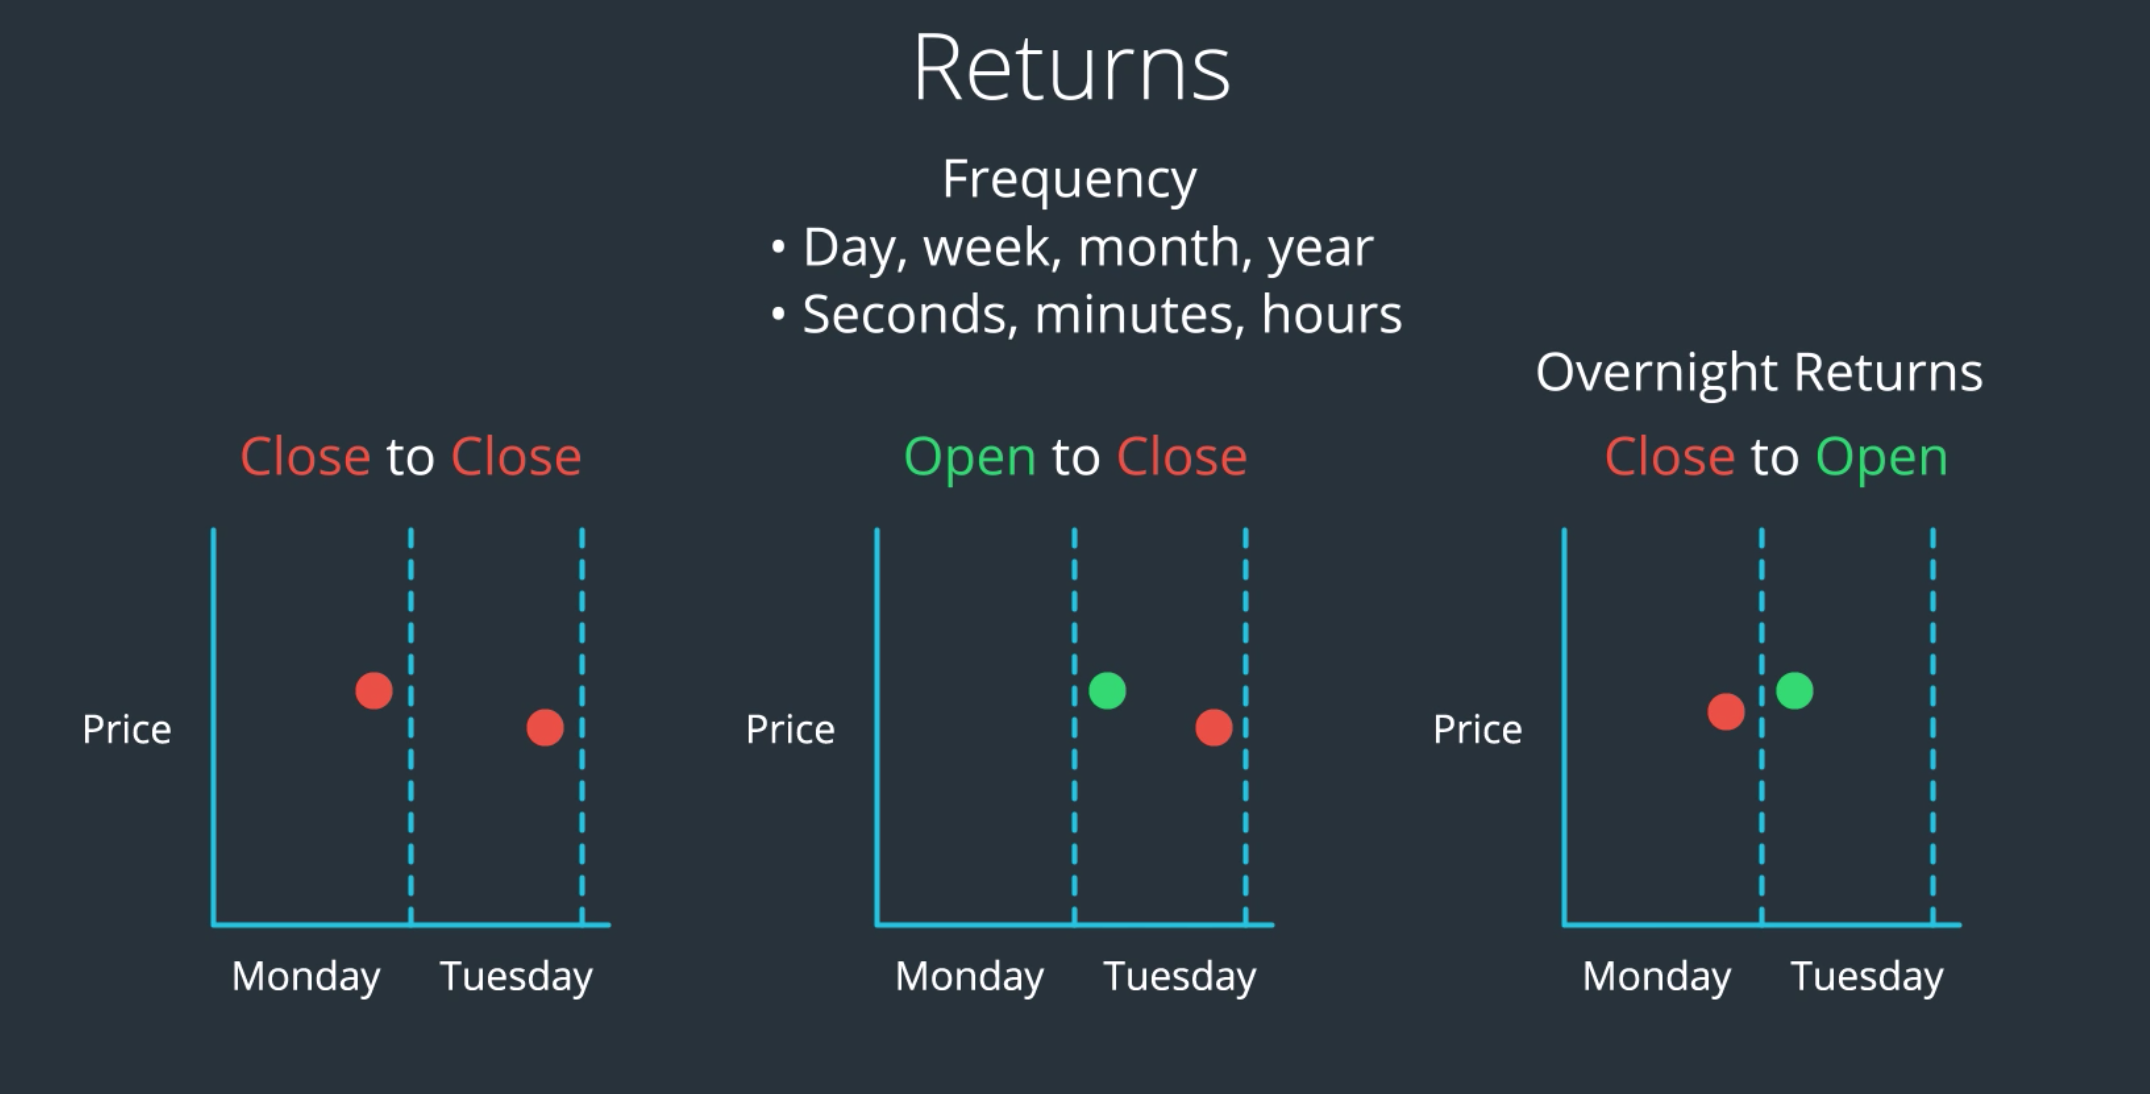 Returns
Frequency
• Day, week, month, year
• Seconds, minutes, hours
Overnight Returns
Close to Close
Open to Close
Close to Open
Price
Price
Price
Monday Tuesday
Monday Tuesday
Monday Tuesday